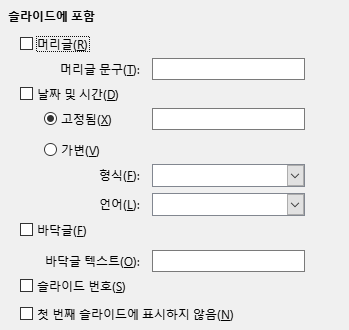 슬라이드에 포함
머리글(R)
머리글 문구(T):
날짜 및 시간(D)
고정됨(X)
가변(V)
형식(F):
언어(L):
바닥글(F)
바닥글 텍스트(O):
슬라이드 번호(S)
첫 번째 슬라이드에 표시하지 않음(N)